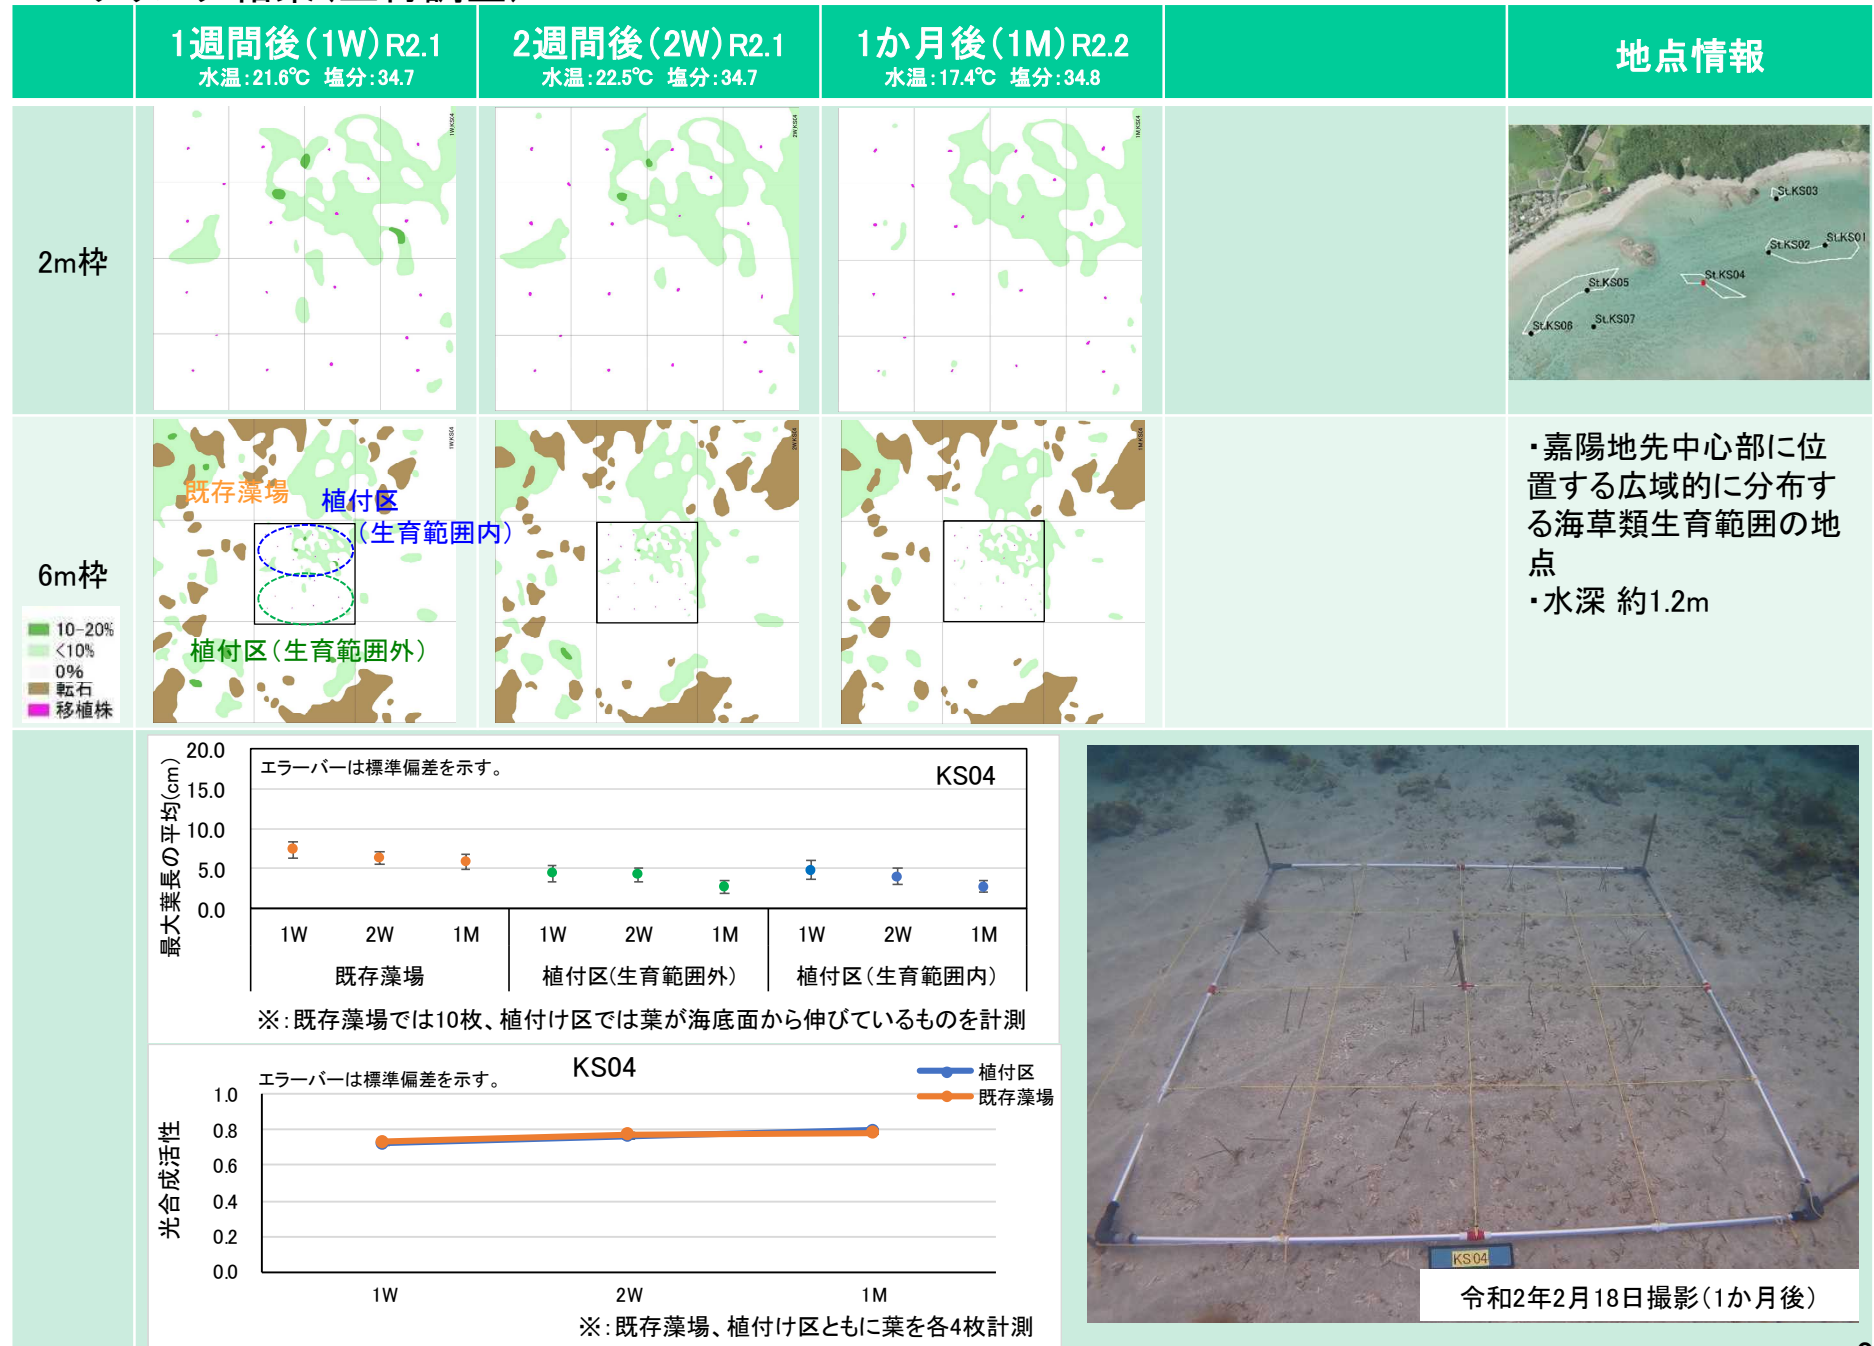 1週間後(1W)R2.1
水温:21.6℃ 塩分:34.7
2週間後(2W)R2.1
水温:22.5℃ 塩分:34.7
1か月後(1M)R2.2
水温:17.4℃ 塩分:34.8
地点情報
2m枠
1W.KS04
2W.KS04
1M.KS04
St.KS03
St.KS01
St.KS02
St.KS04
St.KS05
St.KS06
St.KS07
6m枠
10-20%
<10%
0%
転石
移植株
1W.KS04
既存藻場
植付区
(生育範囲内)
植付区(生育範囲外)
2W.KS04
1M.KS04
・嘉陽地先中心部に位
置する広域的に分布す
る海草類生育範囲の地
点
・水深 約1.2m
最大葉長の平均(cm)
20.0
15.0
10.0
5.0
0.0
エラーバーは標準偏差を示す。
KS04
1W 2W 1M 1W 2W 1M 1W 2W 1M
既存藻場 植付区(生育範囲外) 植付区(生育範囲内)
※:既存藻場では10枚、植付け区では葉が海底面から伸びているものを計測
KS04
エラーバーは標準偏差を示す。
植付区
既存藻場
光合成活性
1.0
0.8
0.6
0.4
0.2
0.0
1W 2W 1M
※:既存藻場、植付け区ともに葉を各4枚計測
KS04
令和2年2月18日撮影(1か月後)